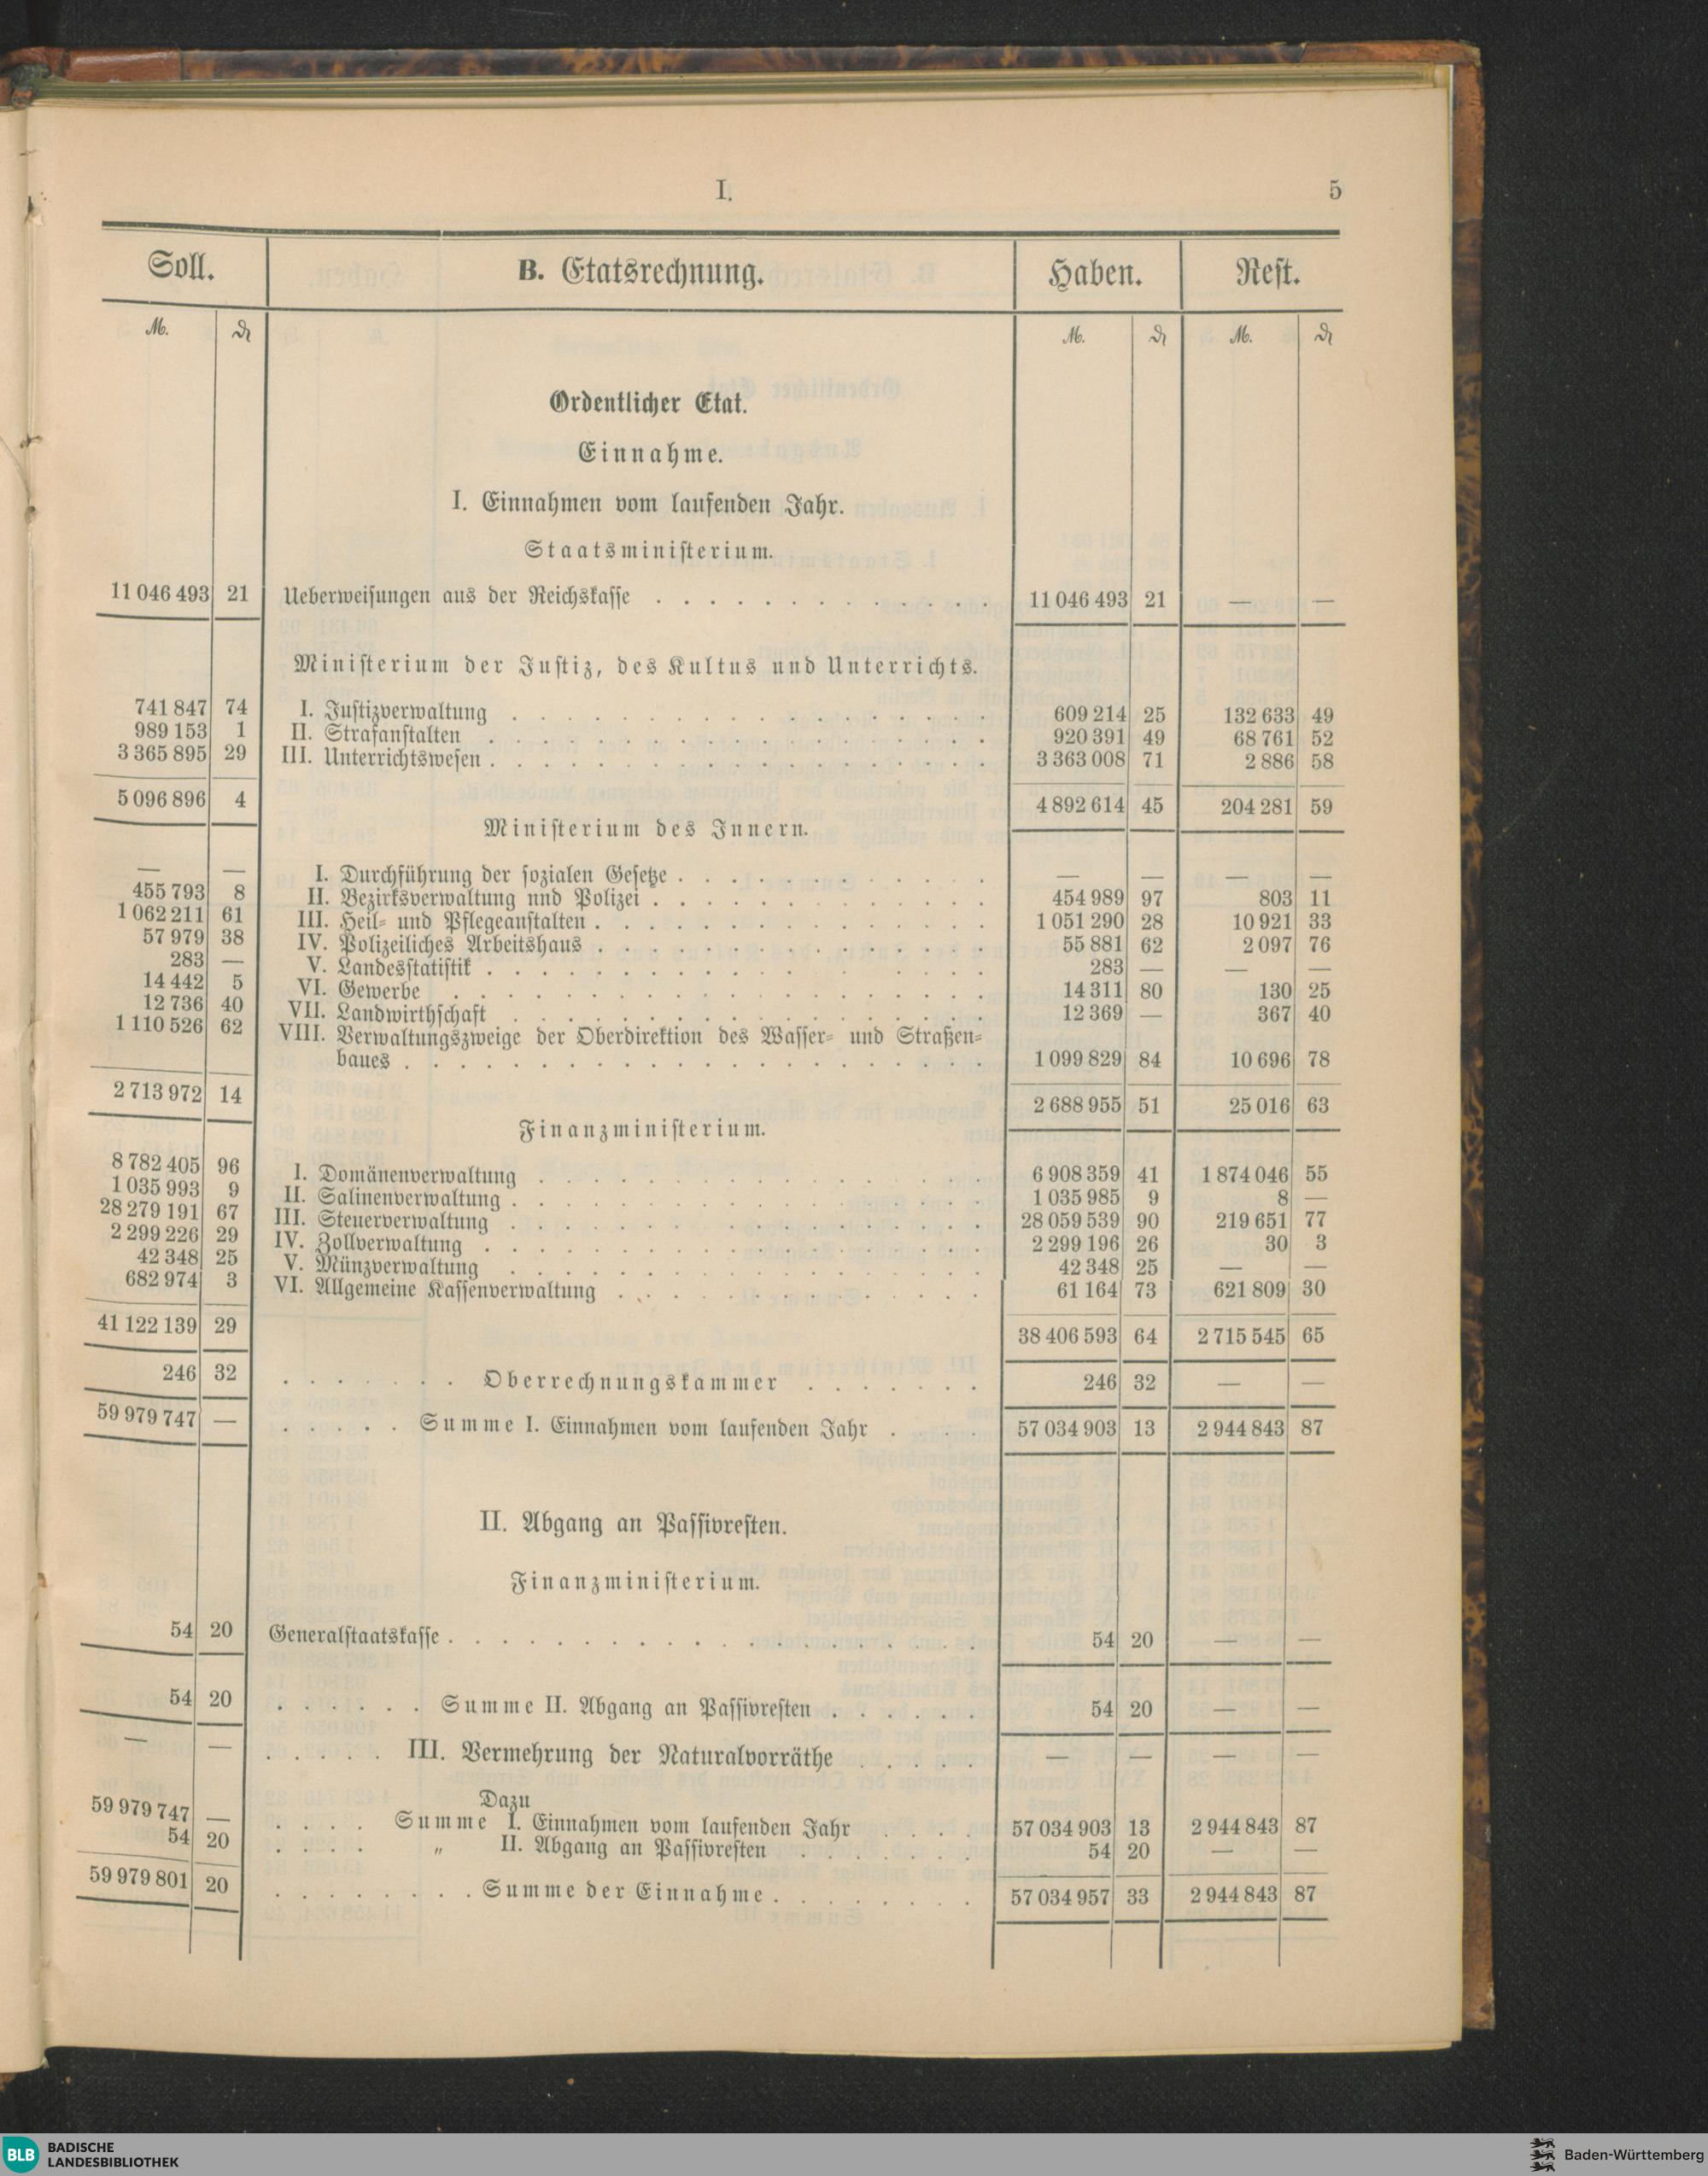 I. 5
Soll. B. Etatsrechnung. Haben. Rest.
M. ₰ M. ₰ M. ₰
Ordentlicher Etat.
Einnahme.
I. Einnahmen vom laufenden Jahr.
Staatsministerium.
11 046 493 21 Ueberweisungen aus der Reichskasse . . . . . . . . . . . . . 11 046 493 21 — —
Ministerium der Justiz, des Kultus und Unterrichts.
741 847 74 I. Justizverwaltung . . . . . . . . . . . . . . . . . 609 214 25 132 633 49
989 153 1 II. Strafanstalten . . . . . . . . . . . . . . . . . . 920 391 49 68 761 52
3 365 895 29 III. Unterrichtswesen . . . . . . . . . . . . . . . . . . 3 363 008 71 2 886 58
5 096 896 4 4 892 614 45 204 281 59
Ministerium des Innern.
— — I. Durchführung der sozialen Gesetze . . . . . . . . . . . . — — — —
455 793 8 II. Bezirksverwaltung nnd Polizei . . . . . . . . . . . . . 454 989 97 803 11
1 062 211 61 III. Heil- und Pflegeanstalten . . . . . . . . . . . . . . . 1 051 290 28 10 921 33
57 979 38 IV. Polizeiliches Arbeitshaus . . . . . . . . . . . . . . . 55 881 62 2 097 76
283 — V. Landesstatistik . . . . . . . . . . . . . . . . . . 283 — — —
14 442 5 VI. Gewerbe . . . . . . . . . . . . . . . . . . . 14 311 80 130 25
12 736 40 VII. Landwirthschaft . . . . . . . . . . . . . . . . . 12 369 — 367 40
1 110 526 62 VIII. Verwaltungszweige der Oberdirektion des Wasser- und Straßen-
baues . . . . . . . . . . . . . . . . . . . . . 1 099 829 84 10 696 78
2 713 972 14 2 688 955 51 25 016 63
Finanzministerium.
8 782 405 96 I. Domänenverwaltung . . . . . . . . . . . . . . . . 6 908 359 41 1 874 046 55
1 035 993 9 II. Salinenverwaltung . . . . . . . . . . . . . . . . . 1 035 985 9 8 —
28 279 191 67 III. Steuerverwaltung . . . . . . . . . . . . . . . . . 28 059 539 90 219 651 77
2 299 226 29 IV. Zollverwaltung . . . . . . . . . . . . . . . . . . 2 299 196 26 30 3
42 348 25 V. Münzverwaltung . . . . . . . . . . . . . . . . . 42 348 25 — —
682 974 3 VI. Allgemeine Kassenverwaltung . . . . . . . . . . . . . 61 164 73 621 809 30
41 122 139 29 38 406 593 64 2 715 545 65
246 32 . . . . . . . Oberrechnungskammer . . . . . . . 246 32 — —
59 979 747 — . . . . . Summe I. Einnahmen vom laufenden Jahr . . . . 57 034 903 13 2 944 843 87
II. Abgang an Passivresten.
Finanzministerium.
54 20 Generalstaatskasse . . . . . . . . . . . . . . . . . . . . 54 20 — —
54 20 . . . . . . Summe II. Abgang an Passivresten . . . . . . 54 20 — —
— — . . . . . III. Vermehrung der Naturalvorräthe . . . . . — — — —
Dazu
59 979 747 — . . . . Summe I. Einnahmen vom laufenden Jahr . . . . 57 034 903 13 2 944 843 87
54 20 . . . . „ II. Abgang an Passivresten . . . . 54 20 — —
59 979 801 20 . . . . . . . . Summe der Einnahme . . . . . . . . 57 034 957 33 2 944 843 87
BLB BADISCHE
LANDESBIBLIOTHEK
Baden-Württemberg